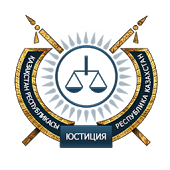 ҚАЗАҚСТАН РЕСПУБЛИКАСЫ
РЕСПУБЛИКА КАЗАХСТАН
ЮСТИЦИЯ